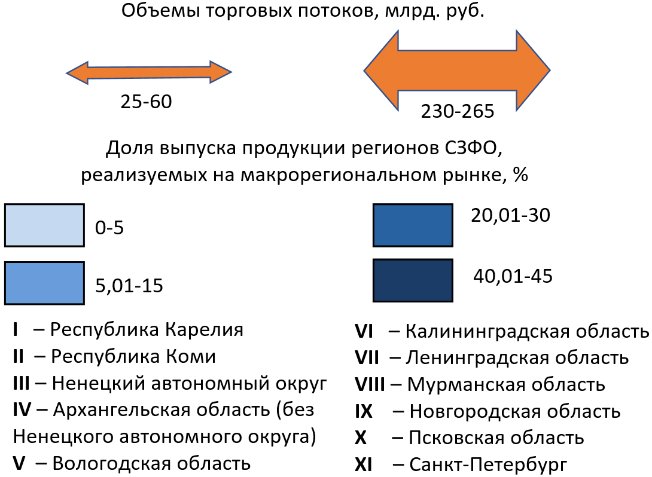 Объемы торговых потоков, млрд. руб.
25-60
230-265
Доля выпуска продукции регионов СЗФО,
реализуемых на макрорегиональном рынке, %
0-5
20,01-30
5,01-15
40,01-45
I – Республика Карелия
II – Республика Коми
III – Ненецкий автономный округ
IV – Архангельская область (без
Ненецкого автономного округа)
V – Вологодская область
VI – Калининградская область
VII – Ленинградская область
VIII – Мурманская область
IX – Новгородская область
X – Псковская область
XI – Санкт-Петербург